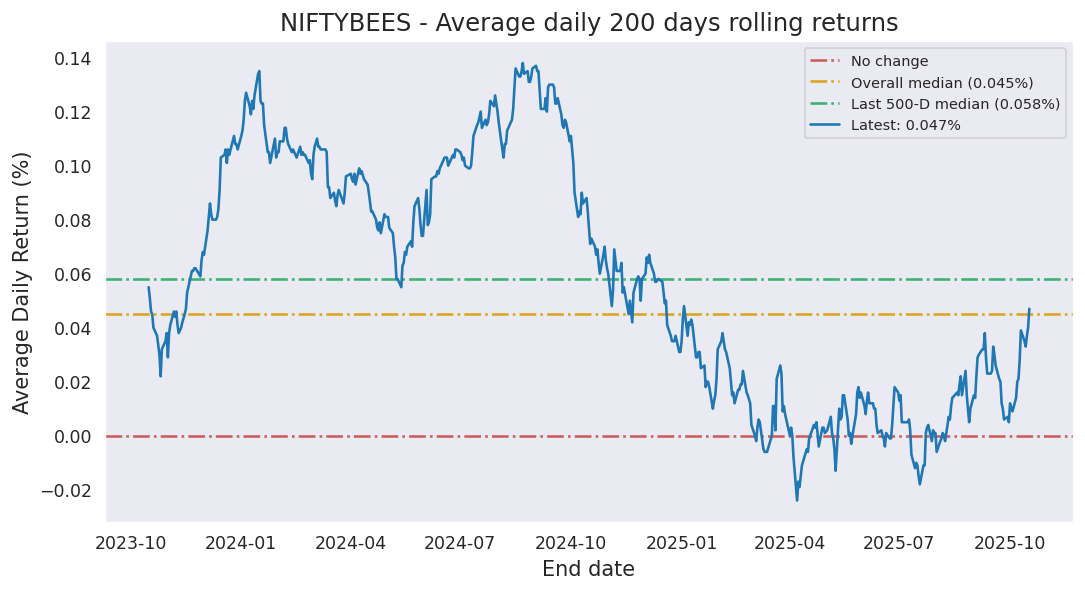 NIFTYBEES - Average daily 200 days rolling returns
No change
Overall median (0.045%)
Last 500-D median (0.058%)
Latest: 0.047%
Average Daily Return (%)
0.14
0.12
0.10
0.08
0.06
0.04
0.02
0.00
−0.02
2023-10 2024-01 2024-04 2024-07 2024-10 2025-01 2025-04 2025-07 2025-10
End date